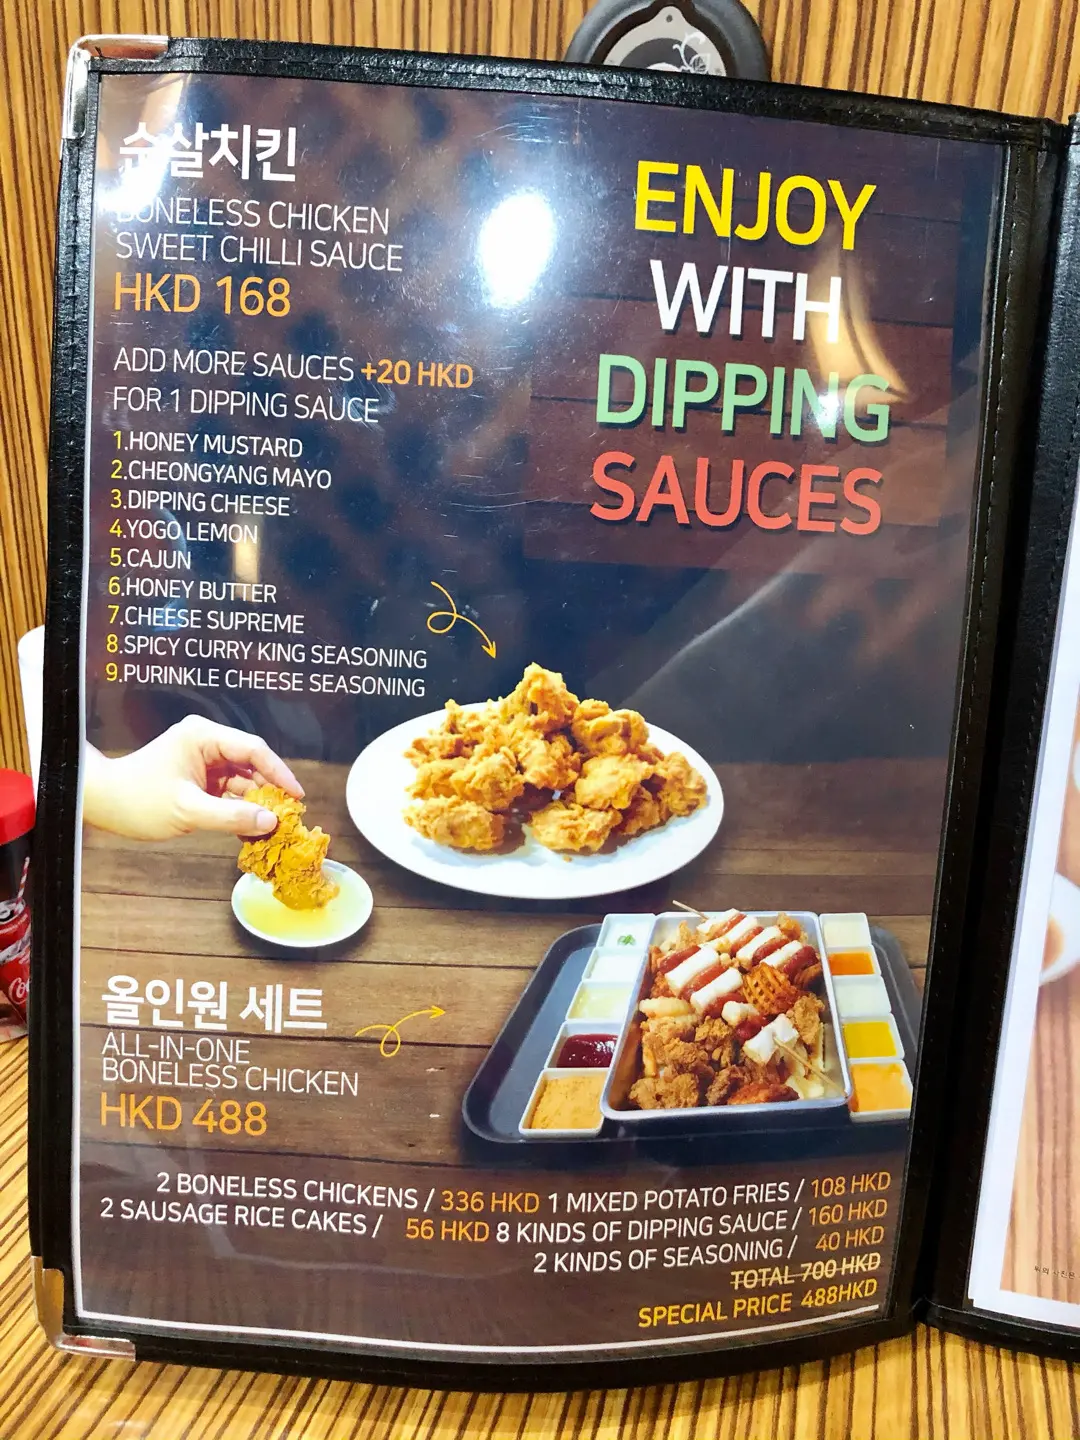 순살치킨
BONELESS CHICKEN
SWEET CHILLI SAUCE
HKD 168
ADD MORE SAUCES +20 HKD
FOR 1 DIPPING SAUCE
1.HONEY MUSTARD
2.CHEONGYANG MAYO
3.DIPPING CHEESE
4.YOGO LEMON
5.CAJUN
6.HONEY BUTTER
7.CHEESE SUPREME
8.SPICY CURRY KING SEASONING
9.PURINKLE CHEESE SEASONING
ENJOY
WITH
DIPPING
SAUCES
올인원 세트
ALL-IN-ONE
BONELESS CHICKEN
HKD 488
2 BONELESS CHICKENS / 336 HKD 1 MIXED POTATO FRIES / 108 HKD
2 SAUSAGE RICE CAKES / 56 HKD 8 KINDS OF DIPPING SAUCE / 160 HKD
2 KINDS OF SEASONING / 40 HKD
TOTAL 700 HKD
SPECIAL PRICE 488HKD